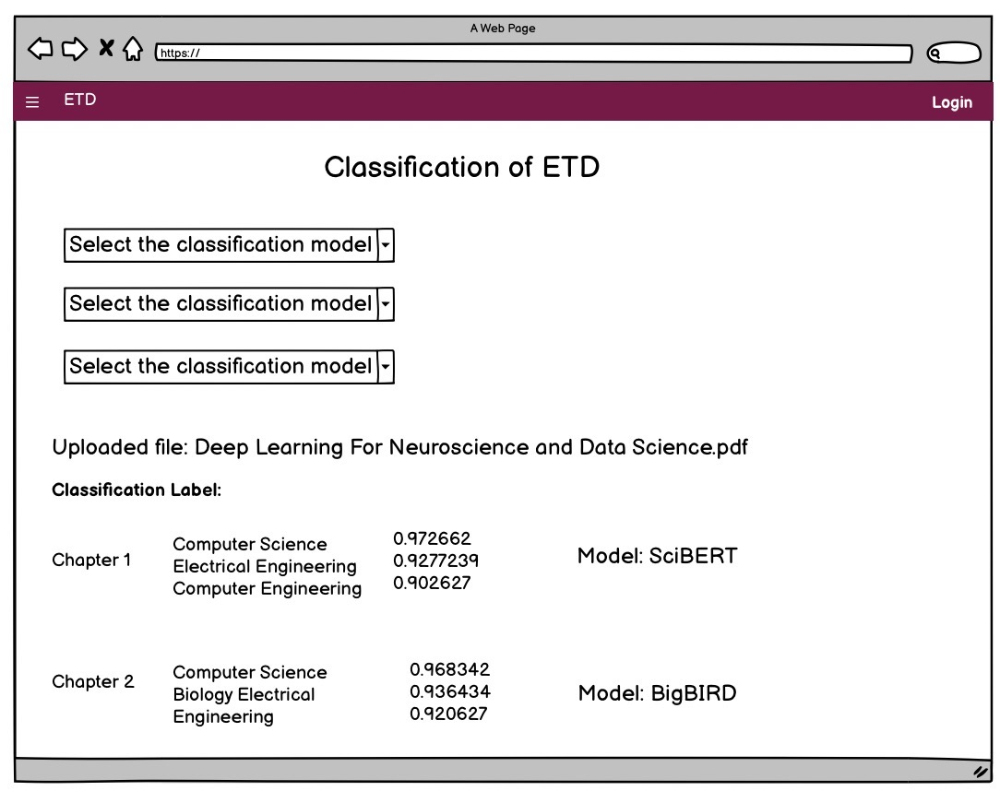 A Web Page
https://
ETD
Login
Classification of ETD
Select the classification model
Select the classification model
Select the classification model
Uploaded file: Deep Learning For Neuroscience and Data Science.pdf
Classification Label:
Chapter 1
Computer Science
Electrical Engineering
Computer Engineering
0.972662
0.9277239
0.902627
Model: SciBERT
Chapter 2
Computer Science
Biology Electrical
Engineering
0.968342
0.936434
0.920627
Model: BigBIRD